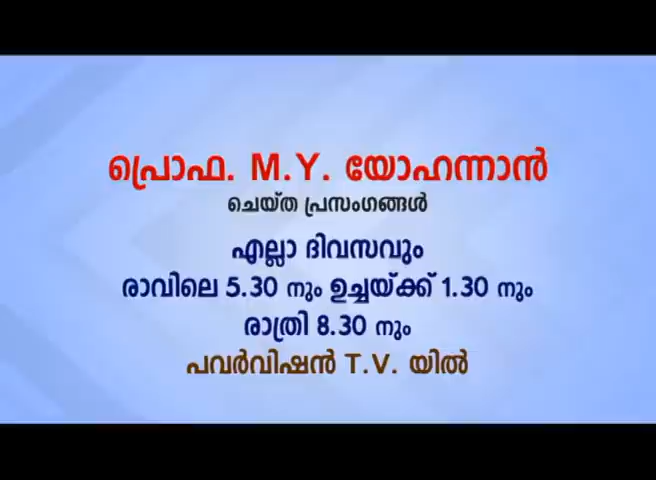 പ്രൊഫ. M.Y. യോഹന്നാൻ
ചെയ്ത പ്രസംഗങ്ങൾ
എല്ലാ ദിവസവും
രാവിലെ 5.30 നും ഉച്ചയ്ക്ക് 1.30 നും
രാത്രി 8.30 നും
പവർവിഷൻ T.V. യിൽ